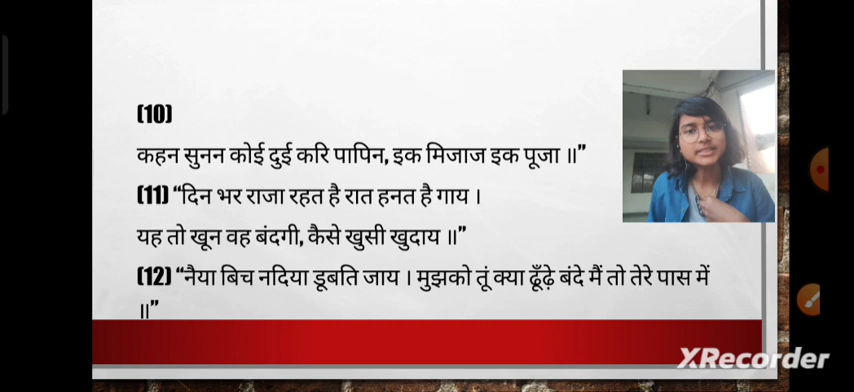 (10)
कहन सुनन कोई दुई करि पापिन, इक मिजाज इक पूजा ॥”
(11) “दिन भर राजा रहत है रात हनत है गाय ।
यह तो खून वह बंदगी, कैसे खुसी खुदाय ॥”
(12) “नैया बिच नदिया डूबति जाय । मुझको तूं क्या ढूँढ़े बंदे मैं तो तेरे पास में
॥”
XRecorder